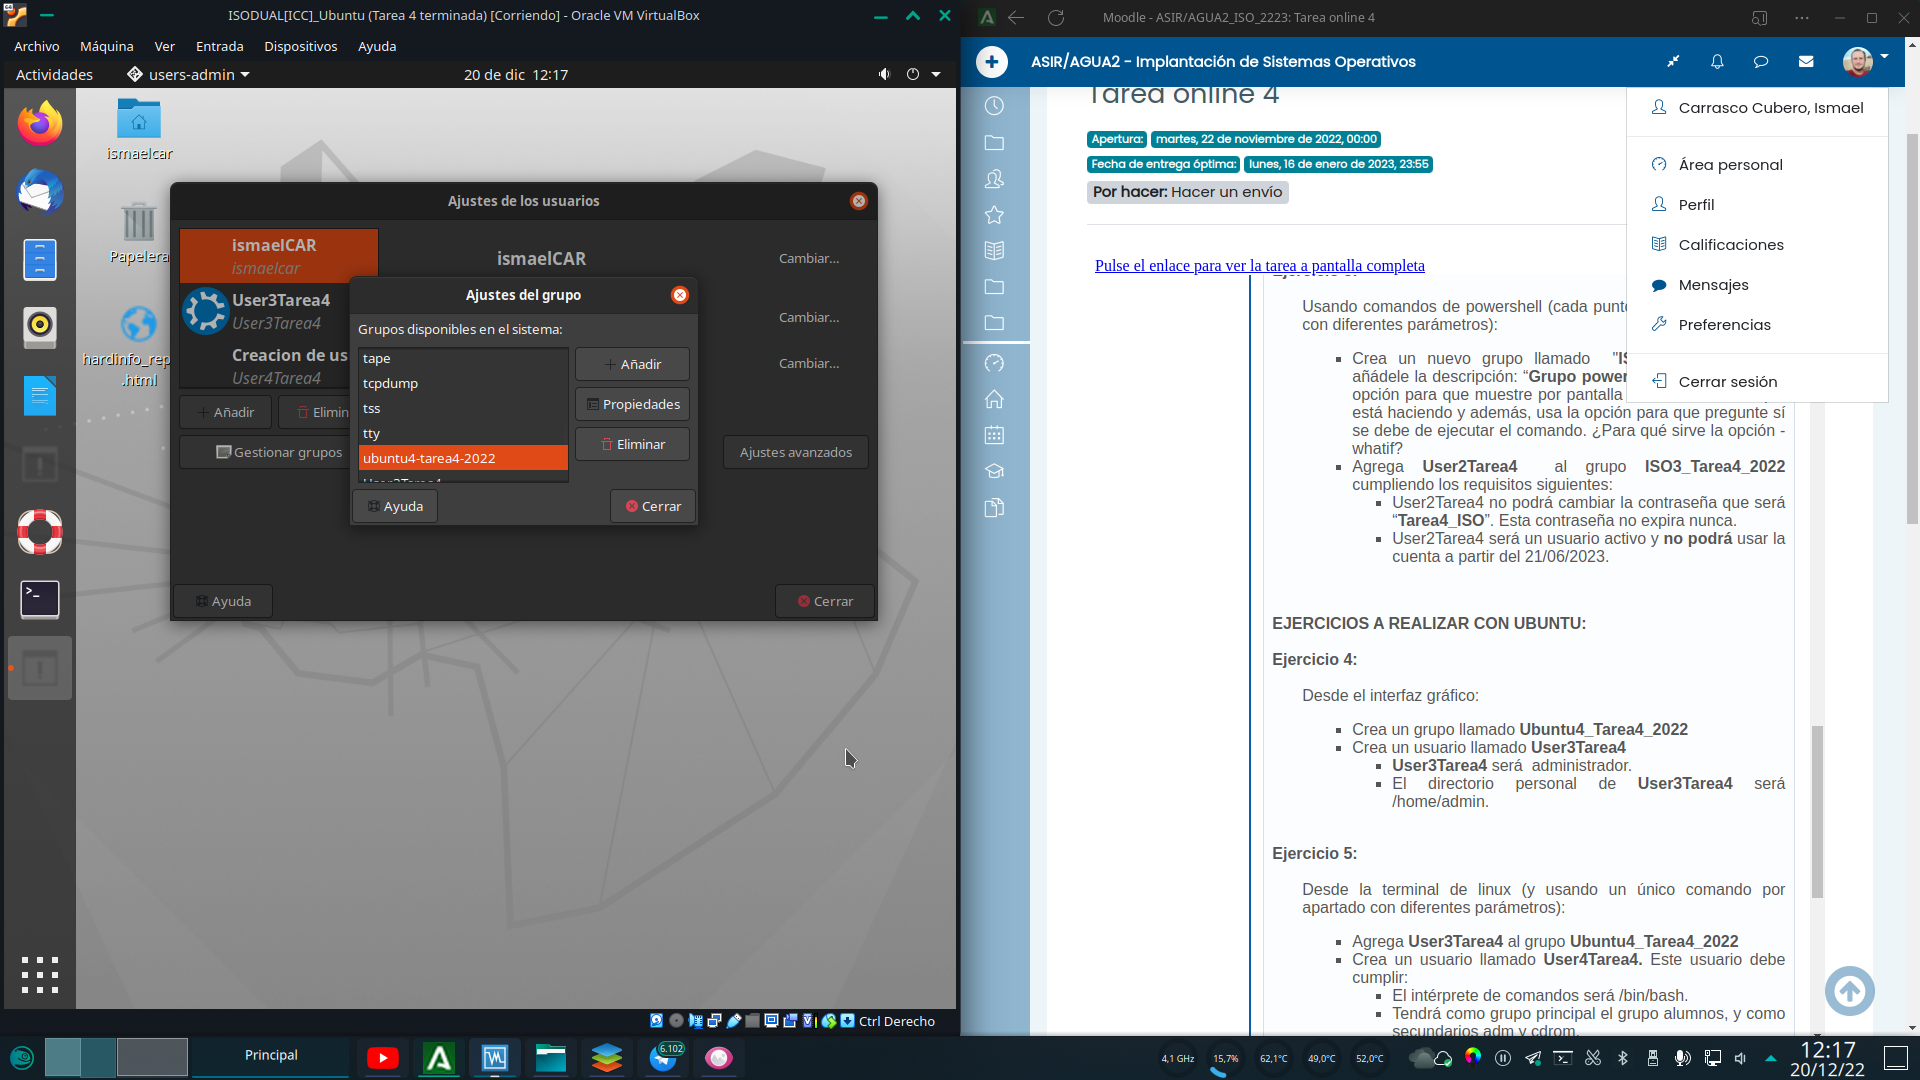 ISODUAL[ICC]_Ubuntu (Tarea 4 terminada) [Corriendo] - Oracle VM VirtualBox
Archivo Máquina Ver Entrada Dispositivos Ayuda
Actividades users-admin 20 de dic 12:17
ismaelcar
Papelera
hardinfo_rep
.html
Ajustes de los usuarios
ismaelCAR
ismaelcar
User3Tarea4
User3Tarea4
Creacion de us
User4Tarea4
ismaelCAR
Cambiar...
Cambiar...
Cambiar...
Añadir
Elimin
Gestionar grupos
Ajustes avanzados
Ayuda
Cerrar
Ajustes del grupo
Grupos disponibles en el sistema:
tape
tcpdump
tss
tty
ubuntu4-tarea4-2022
Añadir
Propiedades
Eliminar
Ayuda
Cerrar
Ctrl Derecho
Moodle - ASIR/AGUA2_ISO_2223: Tarea online 4
ASIR/AGUA2 - Implantación de Sistemas Operativos
Tarea online 4
Apertura: martes, 22 de noviembre de 2022, 00:00
Fecha de entrega óptima: lunes, 16 de enero de 2023, 23:55
Por hacer: Hacer un envío
Carrasco Cubero, Ismael
Área personal
Perfil
Calificaciones
Mensajes
Preferencias
Cerrar sesión
Pulse el enlace para ver la tarea a pantalla completa
Usando comandos de powershell (cada punto
con diferentes parámetros):
Crea un nuevo grupo llamado "IS
añádele la descripción: “Grupo power
opción para que muestre por pantalla
está haciendo y además, usa la opción para que pregunte sí
se debe de ejecutar el comando. ¿Para qué sirve la opción -
whatif?
Agrega User2Tarea4 al grupo ISO3_Tarea4_2022
cumpliendo los requisitos siguientes:
User2Tarea4 no podrá cambiar la contraseña que será
“Tarea4_ISO”. Esta contraseña no expira nunca.
User2Tarea4 será un usuario activo y no podrá usar la
cuenta a partir del 21/06/2023.
EJERCICIOS A REALIZAR CON UBUNTU:
Ejercicio 4:
Desde el interfaz gráfico:
Crea un grupo llamado Ubuntu4_Tarea4_2022
Crea un usuario llamado User3Tarea4
User3Tarea4 será administrador.
El directorio personal de User3Tarea4 será
/home/admin.
Ejercicio 5:
Desde la terminal de linux (y usando un único comando por
apartado con diferentes parámetros):
Agrega User3Tarea4 al grupo Ubuntu4_Tarea4_2022
Crea un usuario llamado User4Tarea4. Este usuario debe
cumplir:
El intérprete de comandos será /bin/bash.
Tendrá como grupo principal el grupo alumnos, y como
secundarios adm y cdrom.
Principal
6.102
4,1 GHz 15,7% 62,1°C 49,0°C 52,0°C
12:17
20/12/22